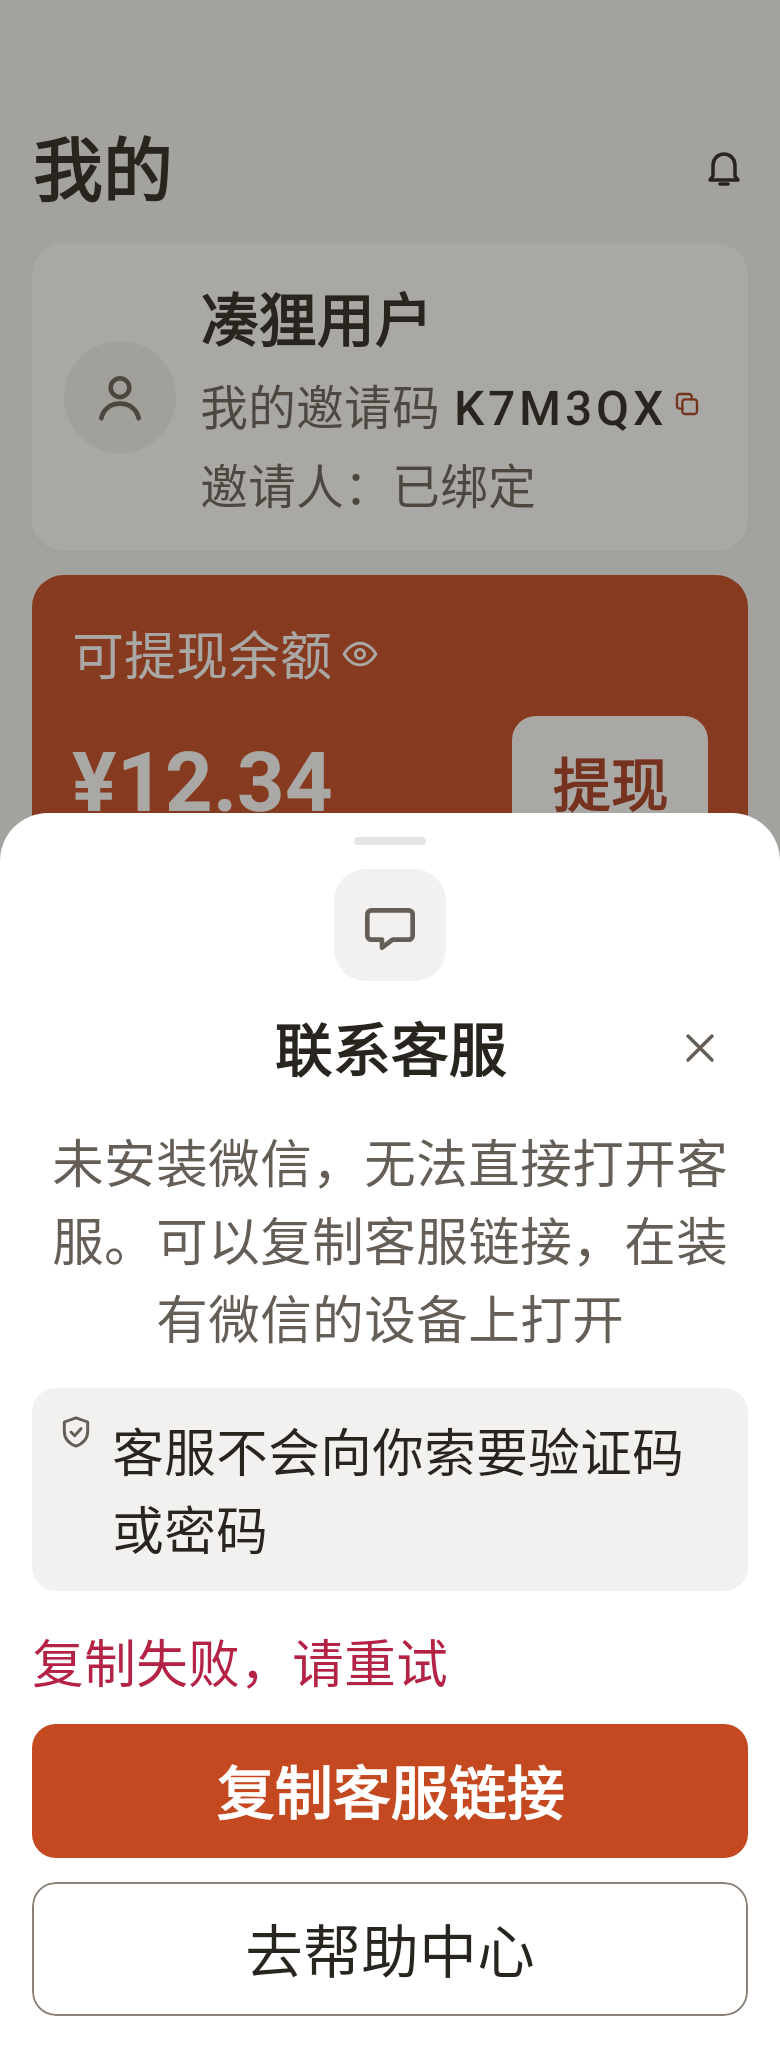 我的
凑狸用户
我的邀请码 K7M3QX
邀请人：已绑定
可提现余额
¥12.34
提现
联系客服
未安装微信，无法直接打开客
服。可以复制客服链接，在装
有微信的设备上打开
客服不会向你索要验证码
或密码
复制失败，请重试
复制客服链接
去帮助中心